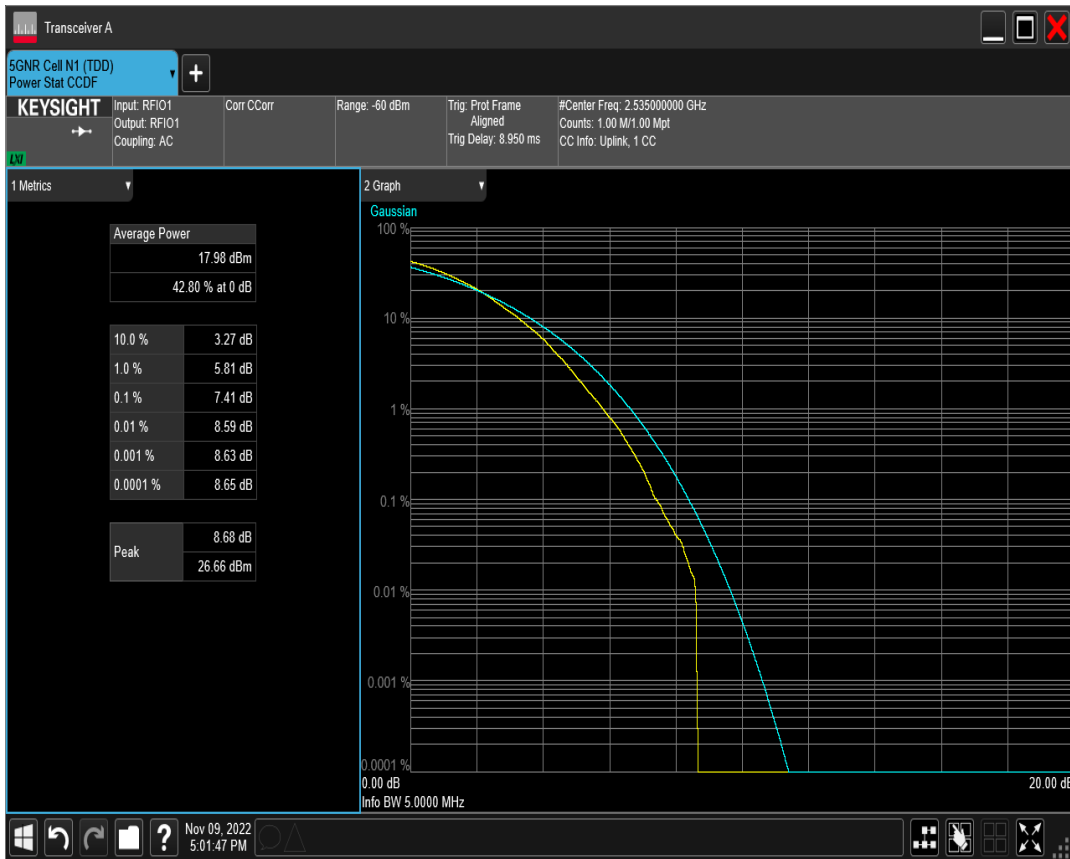 Transceiver A
5GNR Cell N1 (TDD)
Power Stat CCDF
+
KEYSIGHT
LXI
Input: RFIO1
Output: RFIO1
Coupling: AC
Corr CCorr
Range: -60 dBm
Trig: Prot Frame
Aligned
Trig Delay: 8.950 ms
#Center Freq: 2.535000000 GHz
Counts: 1.00 M/1.00 Mpt
CC Info: Uplink, 1 CC
1 Metrics
Average Power
17.98 dBm
42.80 % at 0 dB
10.0 % 3.27 dB
1.0 % 5.81 dB
0.1 % 7.41 dB
0.01 % 8.59 dB
0.001 % 8.63 dB
0.0001 % 8.65 dB
Peak 8.68 dB
26.66 dBm
2 Graph
Gaussian
100 %
10 %
1 %
0.1 %
0.01 %
0.001 %
0.0001 %
0.00 dB 20.00 dB
Info BW 5.0000 MHz
?
Nov 09, 2022
5:01:47 PM